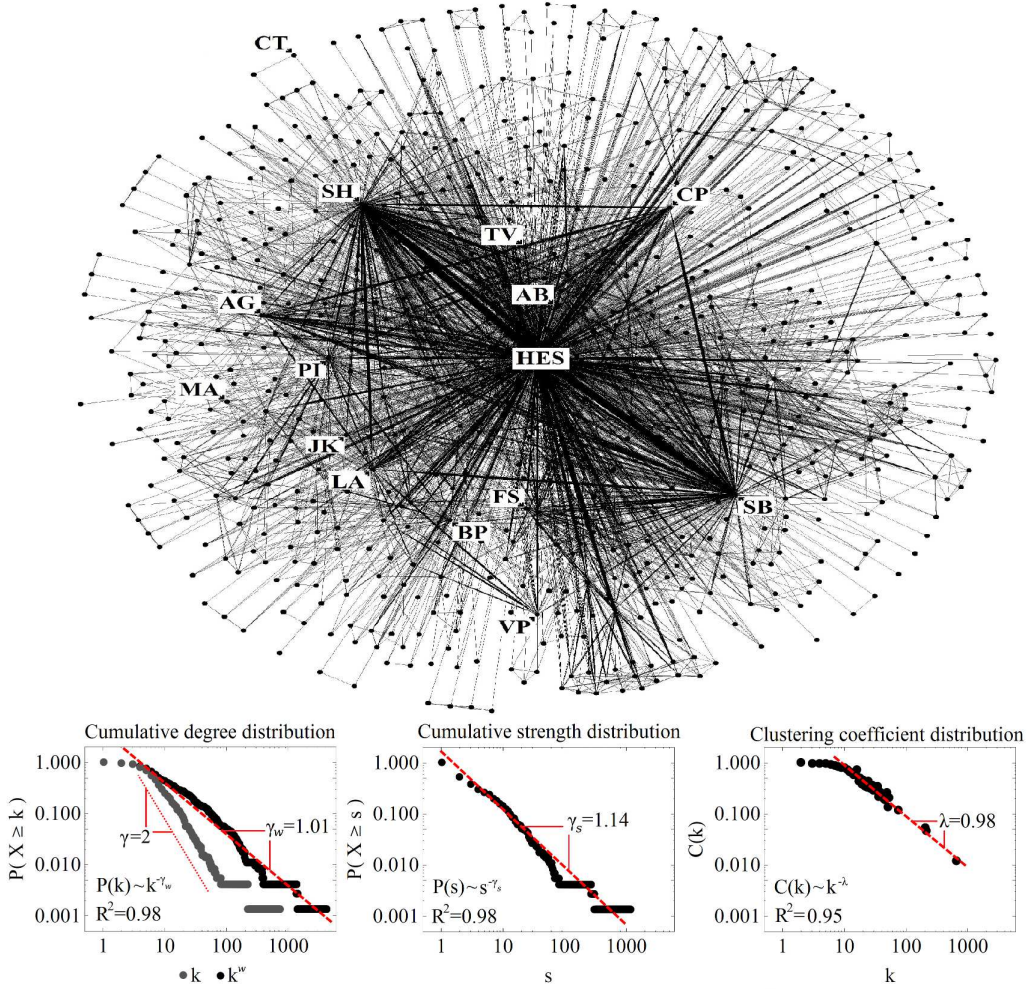 CT
SH
CP
TV
AB
AG
HES
PI
MA
JK
LA
FS
SB
BP
VP
Cumulative degree distribution
P( X ≥ k )
1.000
0.100
0.010
0.001
γ=2
γw=1.01
P(k)~k^-γw
R²=0.98
1 10 100 1000
k k^w
Cumulative strength distribution
P( X ≥ s )
1.000
0.100
0.010
0.001
γs=1.14
P(s)~s^-γs
R²=0.98
1 10 100 1000
s
Clustering coefficient distribution
C(k)
1.000
0.100
0.010
0.001
λ=0.98
C(k)~k^-λ
R²=0.95
1 10 100 1000
k